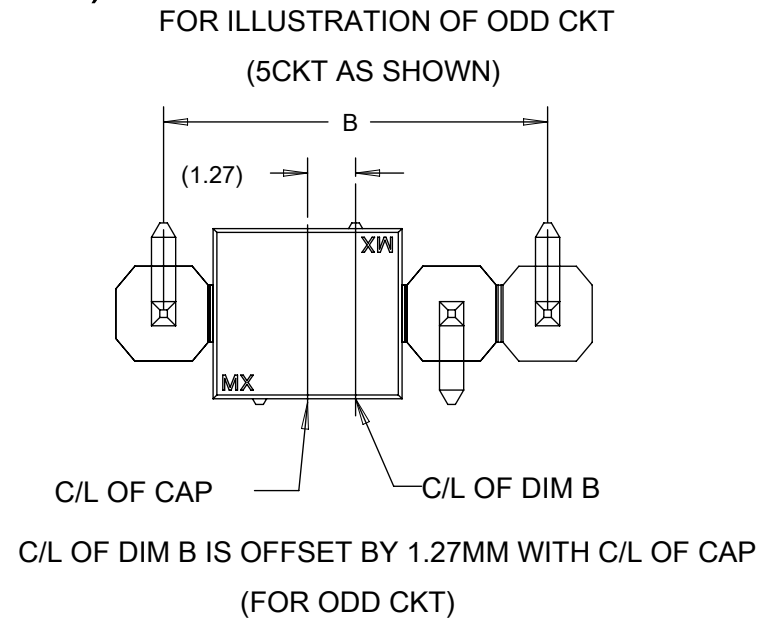 FOR ILLUSTRATION OF ODD CKT
(5CKT AS SHOWN)
B
(1.27)
MX
MX
C/L OF CAP
C/L OF DIM B
C/L OF DIM B IS OFFSET BY 1.27MM WITH C/L OF CAP
(FOR ODD CKT)